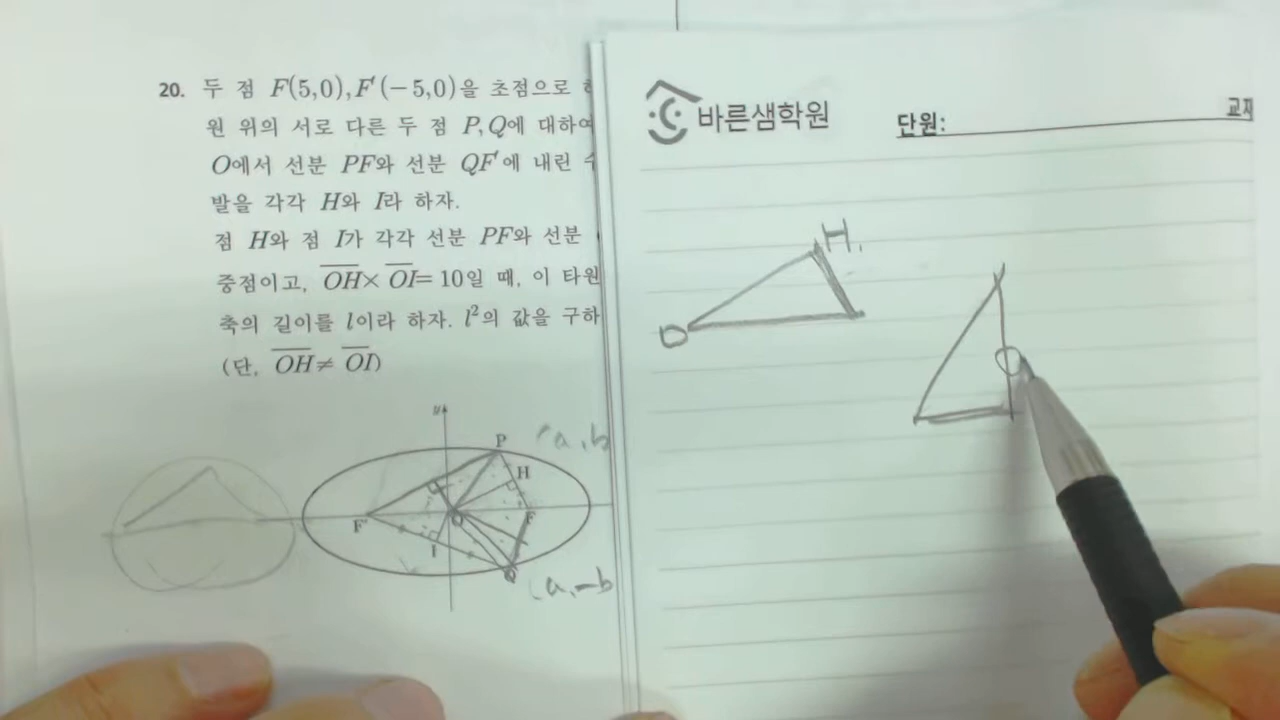 20. 두 점 F(5,0), F'(−5,0)을 초점으로
원 위의 서로 다른 두 점 P, Q에 대하여
O에서 선분 PF와 선분 QF'에 내린
발을 각각 H와 I라 하자.
점 H와 점 I가 각각 선분 PF와 선분
중점이고, OH× OI= 10일 때, 이 타원
축의 길이를 l이라 하자. l²의 값을 구하
(단, OH≠ OI)
y
P
a, b
H
F'
O
F
I
Q
(a, −b
바른샘학원
단원:
교재
H.
O